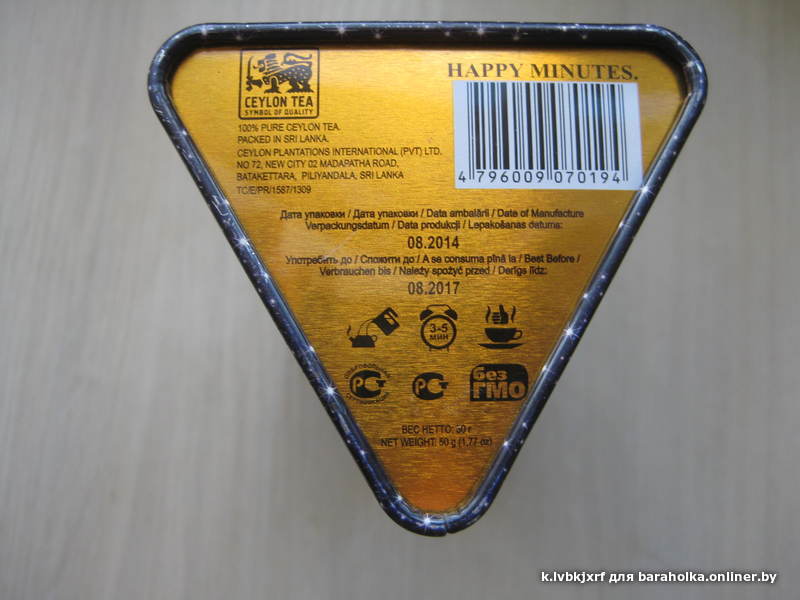 CEYLON TEA
SYMBOL OF QUALITY
100% PURE CEYLON TEA.
PACKED IN SRI LANKA.
CEYLON PLANTATIONS INTERNATIONAL (PVT) LTD.
NO 72, NEW CITY 02 MADAPATHA ROAD,
BATAKETTARA, PILIYANDALA, SRI LANKA
TC/E/PR/1587/1309
HAPPY MINUTES.
4 796009 070194
Дата упаковки / Дата упаковки / Data ambalării / Date of Manufacture
Verpackungsdatum / Data produkcji / Lepakošanas datums:
08.2014
Употребить до / Спожити до / A se consuma pînă la / Best Before /
Verbrauchen bis / Należy spożyć przed / Derīgs līdz:
08.2017
3-5
МИН
РСТ
РСТ
без
ГМО
ВЕС НЕТТО: 50 г
NET WEIGHT: 50 g (1,77 oz)
k.lvbkjxrf для baraholka.onliner.by